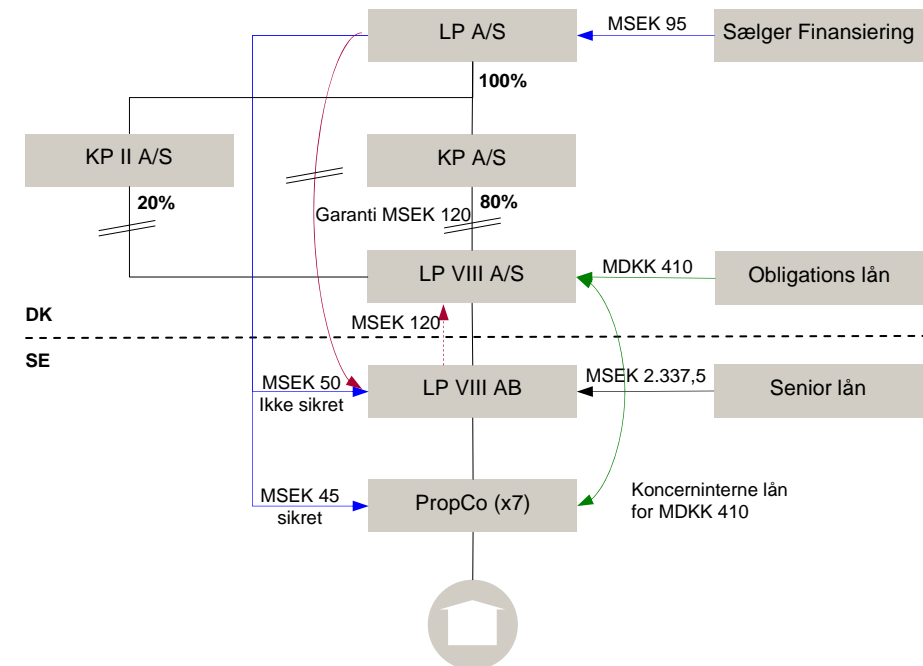 LP A/S
MSEK 95
Sælger Finansiering
100%
KP II A/S
KP A/S
20%
80%
Garanti MSEK 120
LP VIII A/S
MDKK 410
Obligations lån
DK
MSEK 120
SE
MSEK 50
Ikke sikret
LP VIII AB
MSEK 2.337,5
Senior lån
MSEK 45
sikret
PropCo (x7)
Koncerninterne lån
for MDKK 410